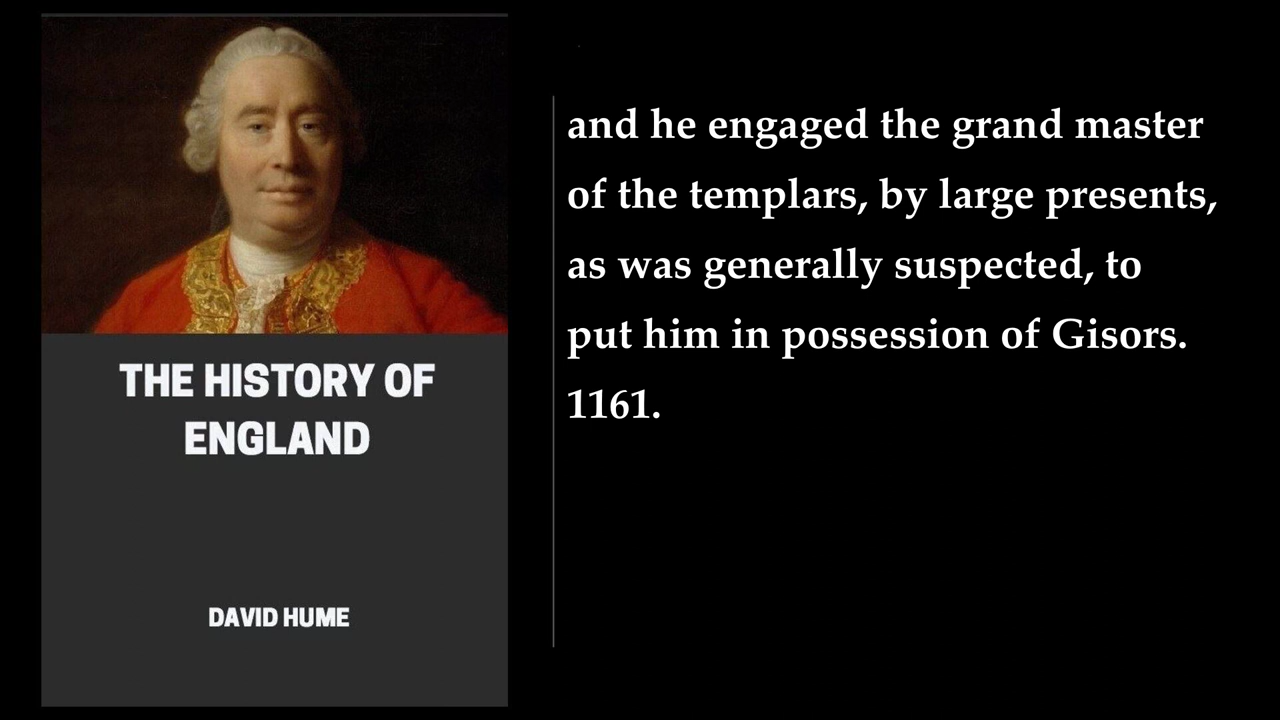 THE HISTORY OF
ENGLAND
DAVID HUME
and he engaged the grand master
of the templars, by large presents,
as was generally suspected, to
put him in possession of Gisors.
1161.